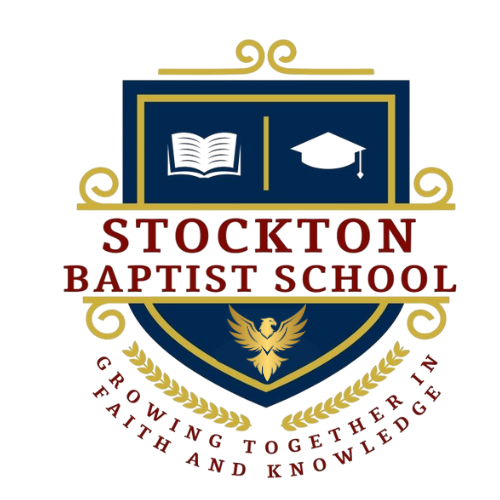 STOCKTON
BAPTIST SCHOOL
GROWING TOGETHER IN
FAITH AND KNOWLEDGE